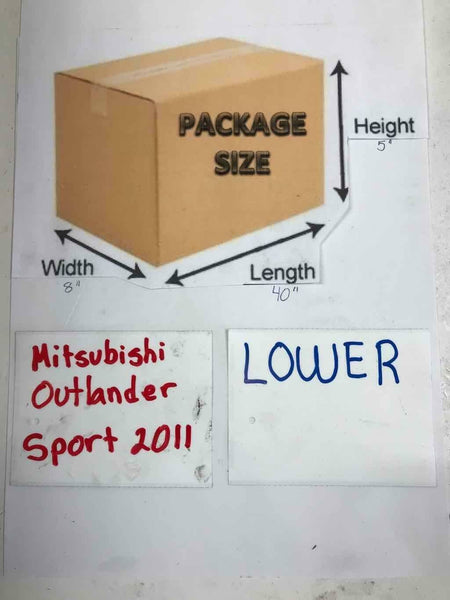 PACKAGE
SIZE
Height
5"
Width
8"
Length
40"
Mitsubishi
Outlander
Sport 2011
LOWER